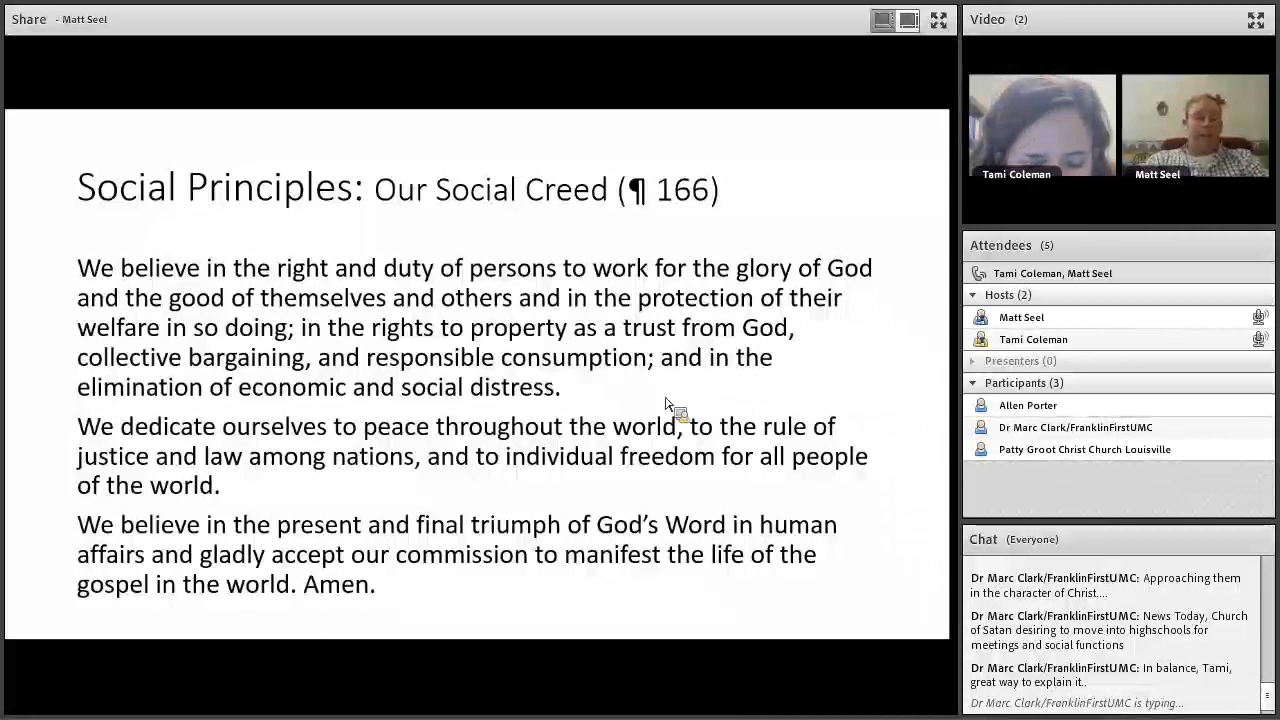 Share - Matt Seel
Social Principles: Our Social Creed (¶ 166)
We believe in the right and duty of persons to work for the glory of God
and the good of themselves and others and in the protection of their
welfare in so doing; in the rights to property as a trust from God,
collective bargaining, and responsible consumption; and in the
elimination of economic and social distress.
We dedicate ourselves to peace throughout the world, to the rule of
justice and law among nations, and to individual freedom for all people
of the world.
We believe in the present and final triumph of God’s Word in human
affairs and gladly accept our commission to manifest the life of the
gospel in the world. Amen.
Video (2)
Tami Coleman
Matt Seel
Attendees (5)
Tami Coleman, Matt Seel
Hosts (2)
Matt Seel
Tami Coleman
Presenters (0)
Participants (3)
Allen Porter
Dr Marc Clark/FranklinFirstUMC
Patty Groot Christ Church Louisville
Chat (Everyone)
Dr Marc Clark/FranklinFirstUMC: Approaching them
in the character of Christ....
Dr Marc Clark/FranklinFirstUMC: News Today, Church
of Satan desiring to move into highschools for
meetings and social functions
Dr Marc Clark/FranklinFirstUMC: In balance, Tami,
great way to explain it..
Dr Marc Clark/FranklinFirstUMC is typing...